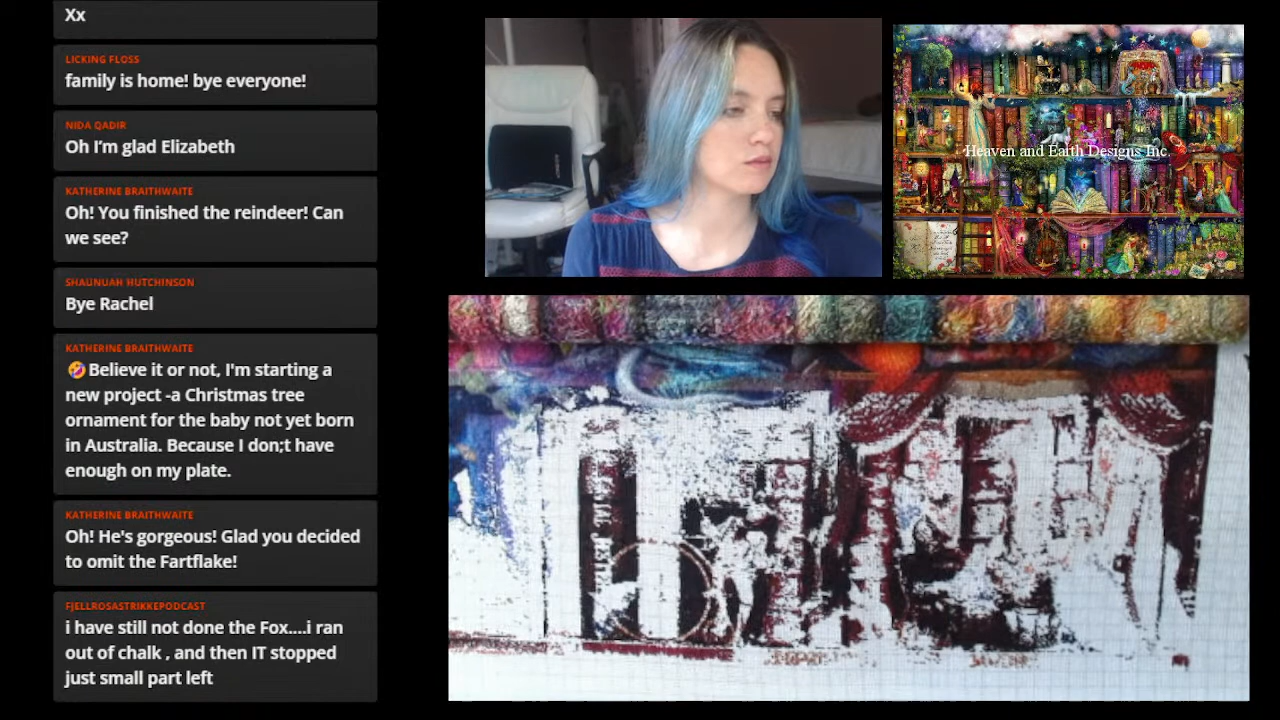 Xx
LICKING FLOSS
family is home! bye everyone!
NIDA QADIR
Oh I'm glad Elizabeth
KATHERINE BRAITHWAITE
Oh! You finished the reindeer! Can
we see?
SHAUNUAH HUTCHINSON
Bye Rachel
KATHERINE BRAITHWAITE
🤣Believe it or not, I'm starting a
new project -a Christmas tree
ornament for the baby not yet born
in Australia. Because I don;t have
enough on my plate.
KATHERINE BRAITHWAITE
Oh! He's gorgeous! Glad you decided
to omit the Fartflake!
FJELLROSASTRIKKEPODCAST
i have still not done the Fox....i ran
out of chalk , and then IT stopped
just small part left
Heaven and Earth Designs Inc.